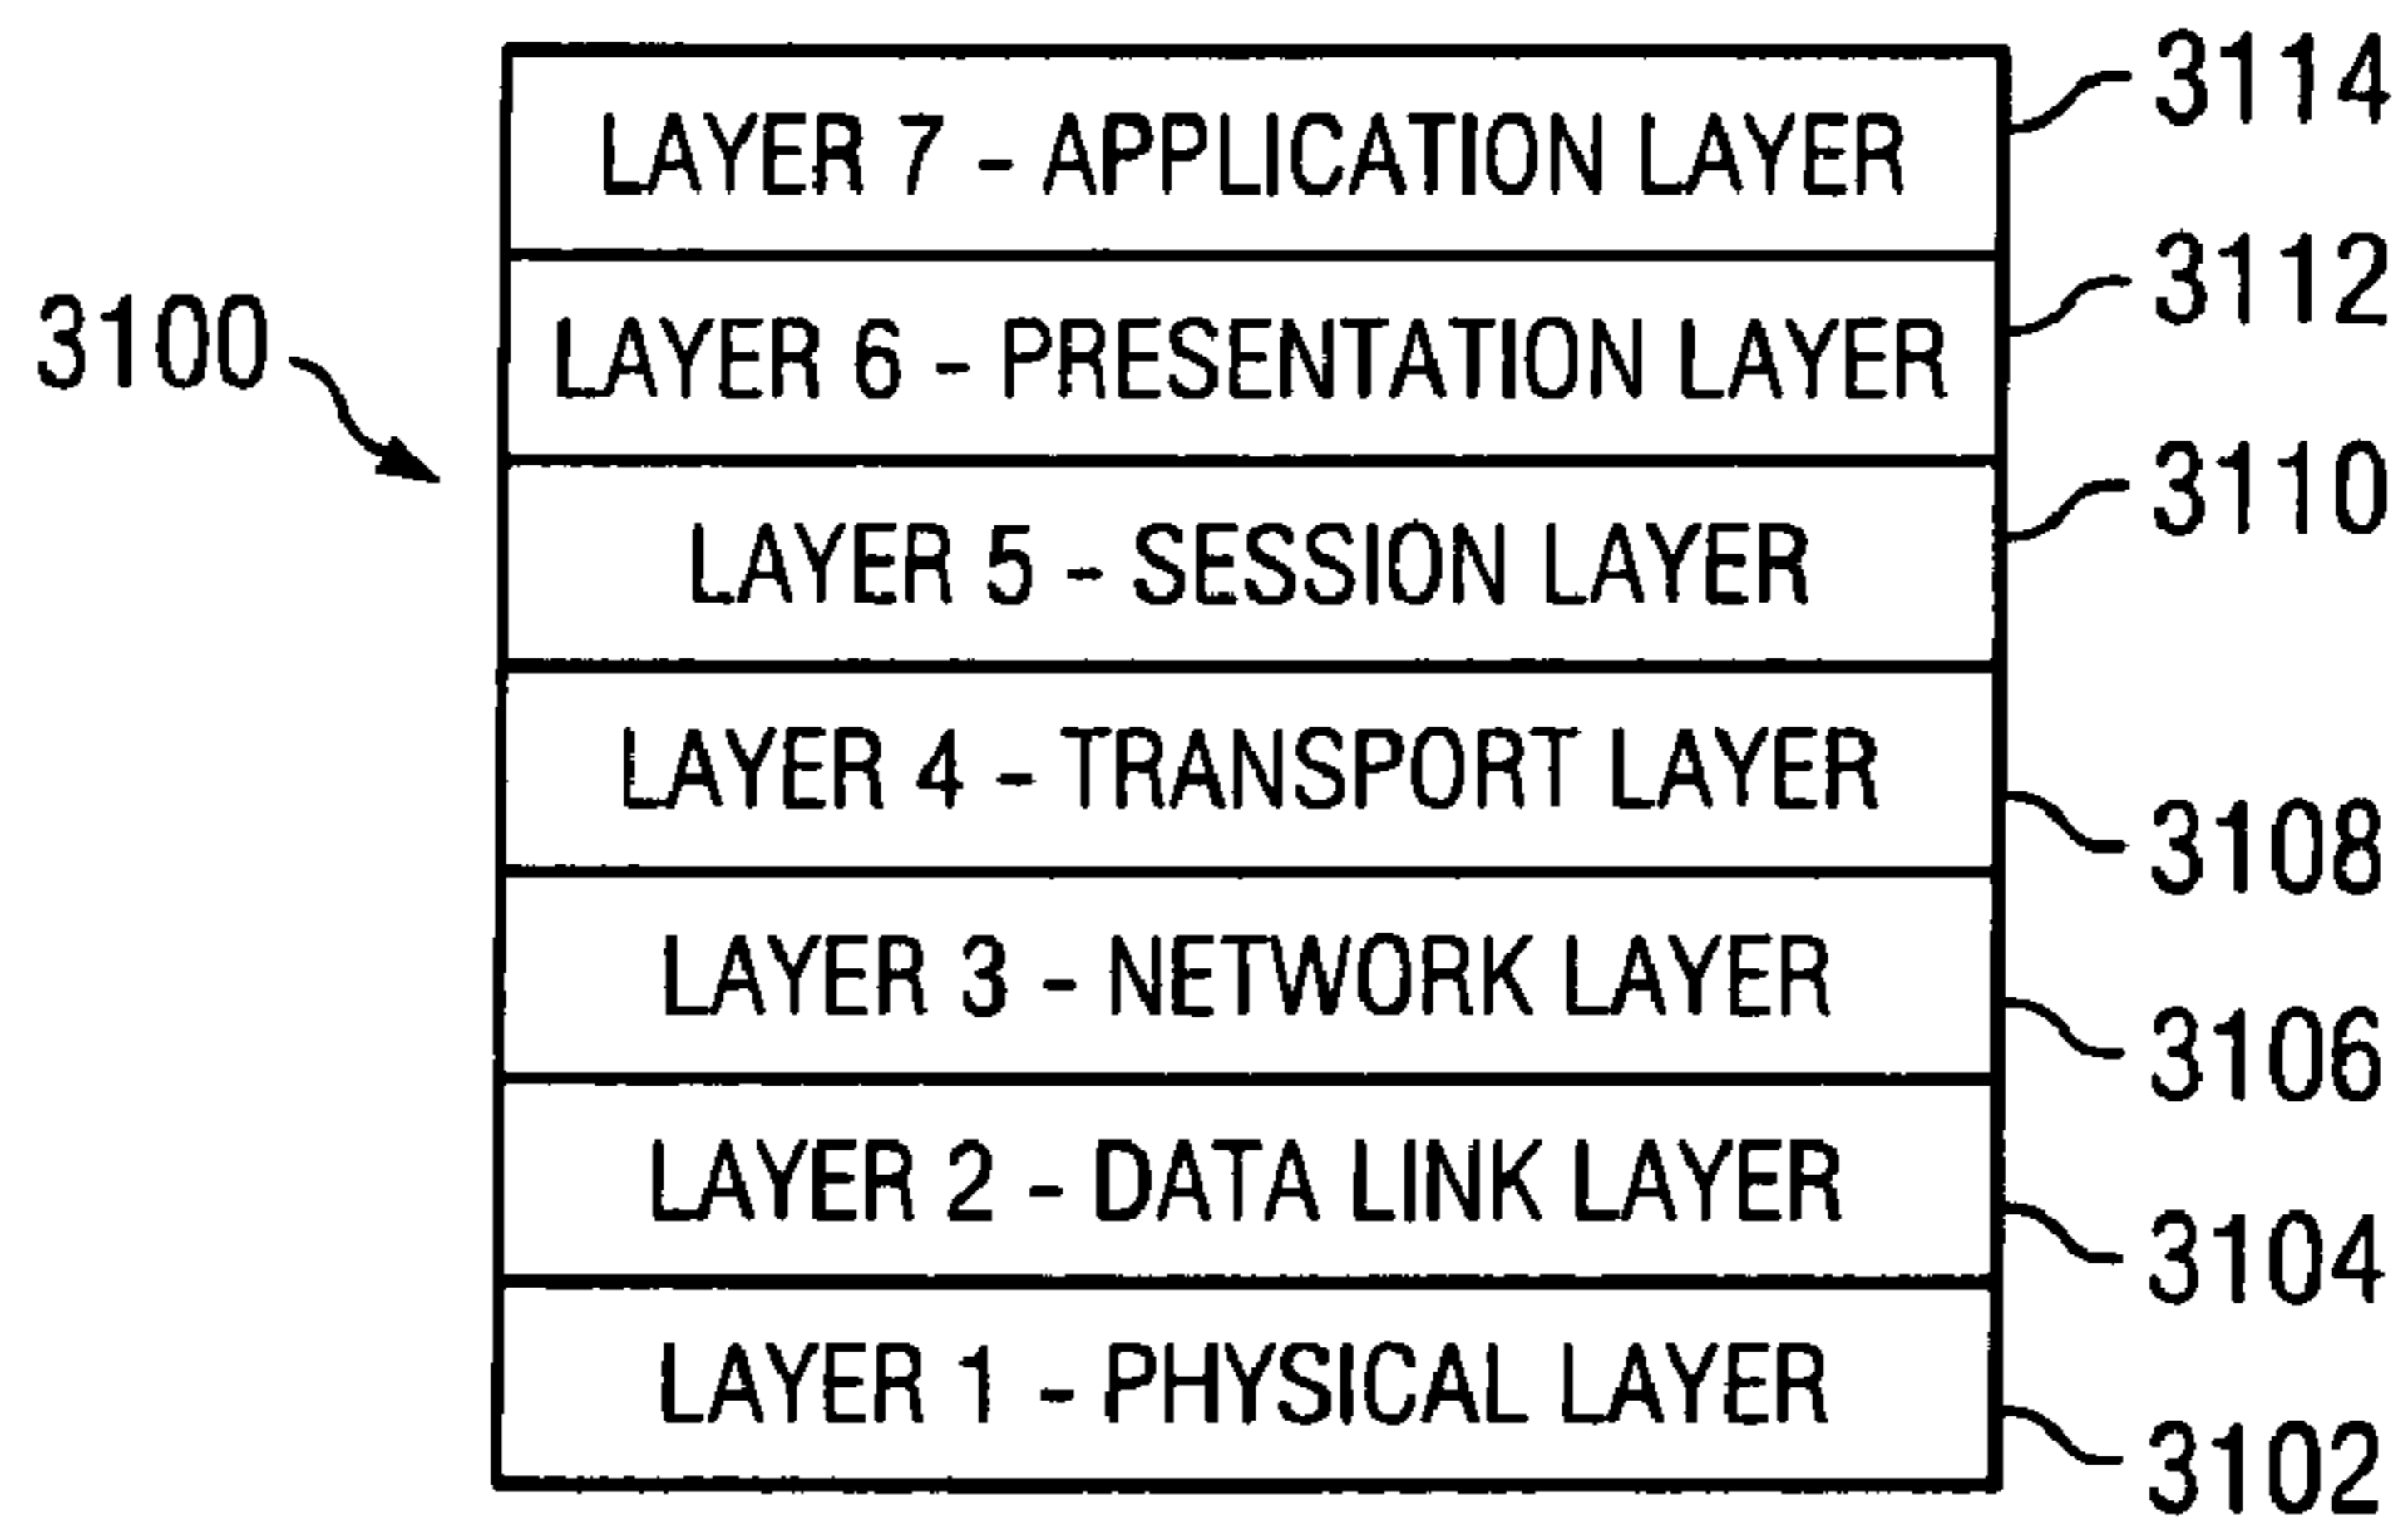 3114
LAYER 7 - APPLICATION LAYER
3112
LAYER 6 - PRESENTATION LAYER
3100
3110
LAYER 5 - SESSION LAYER
LAYER 4 - TRANSPORT LAYER
3108
LAYER 3 - NETWORK LAYER
3106
LAYER 2 - DATA LINK LAYER
3104
LAYER 1 - PHYSICAL LAYER
3102